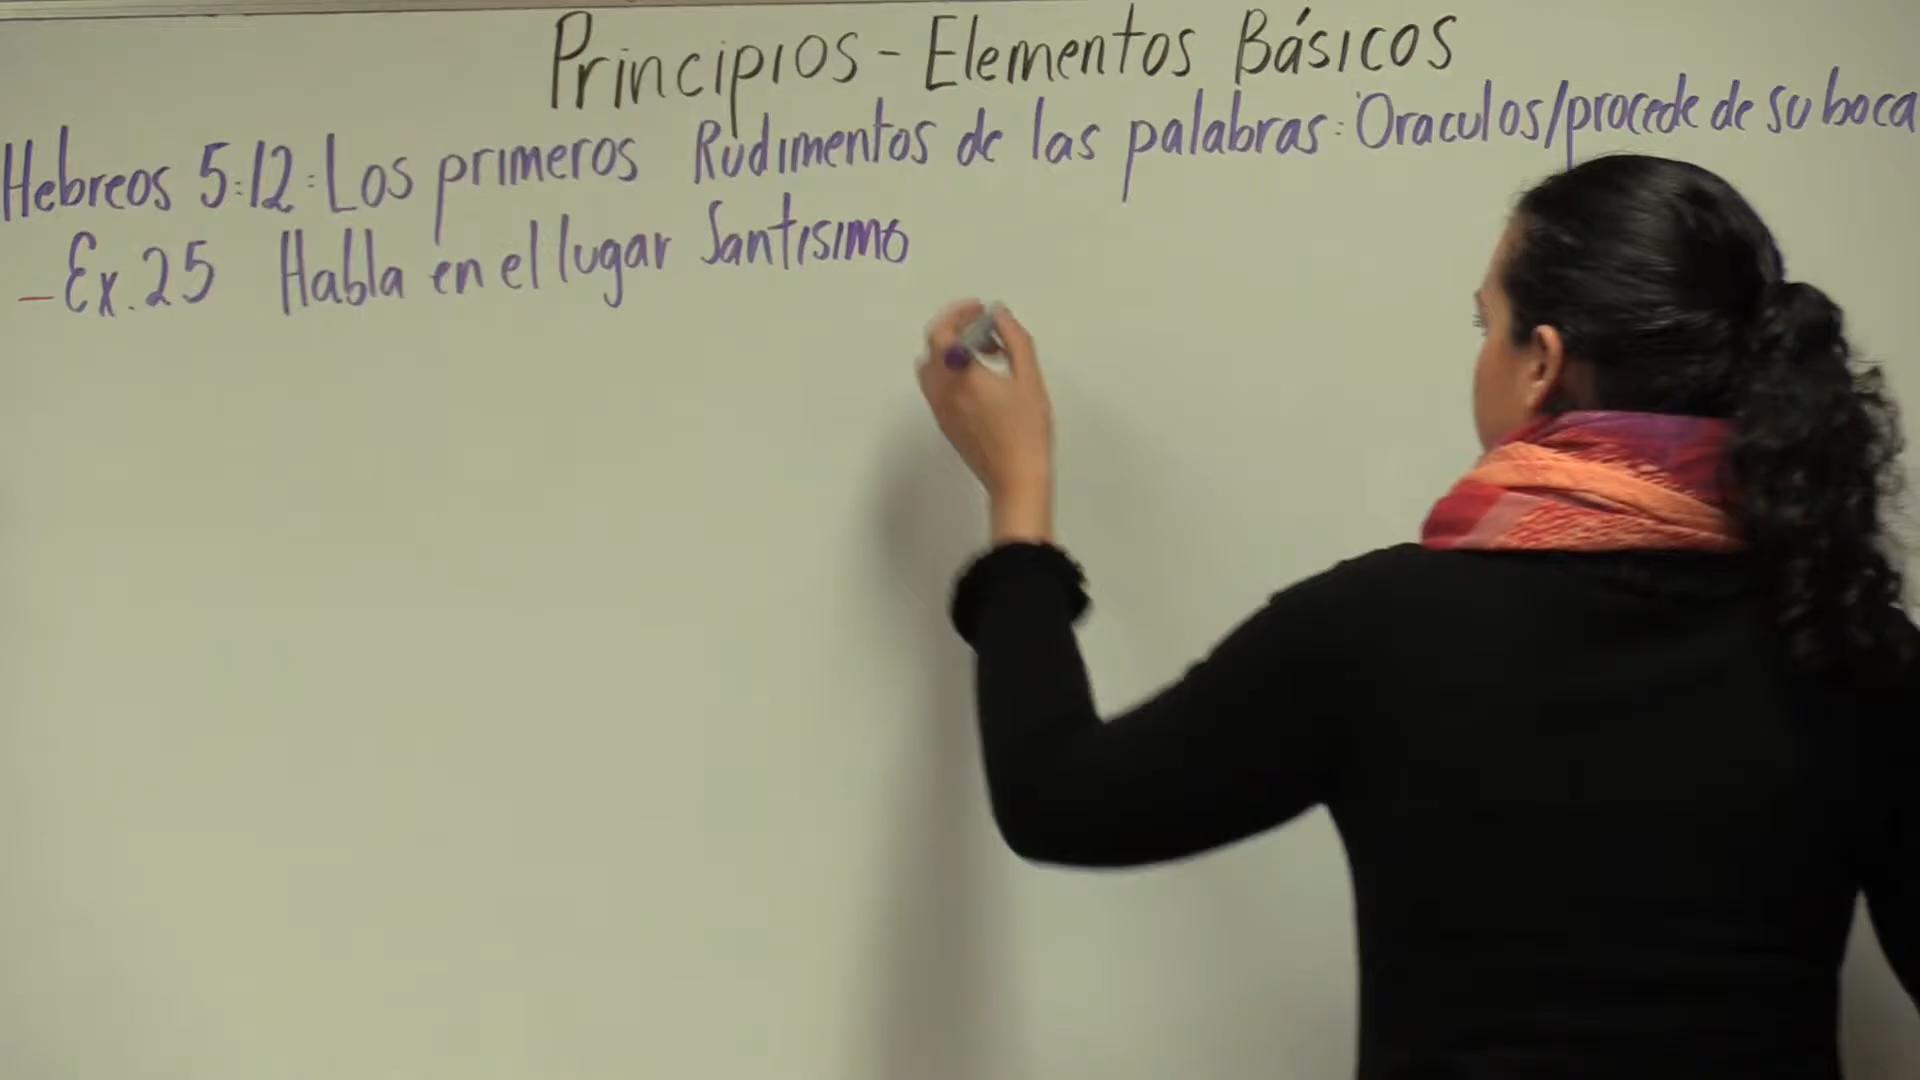 Principios - Elementos Básicos
Hebreos 5:12: Los primeros Rudimentos de las palabras: Oraculos/procede de su boca
- Ex. 25 Habla en el lugar Santisimo